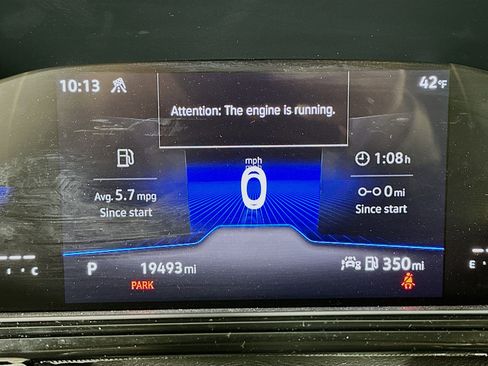 10:13
42°F
Attention: The engine is running.
mph
0
Avg. 5.7 mpg
Since start
1:08 h
0 mi
Since start
P
19493 mi
350 mi
PARK
C
E